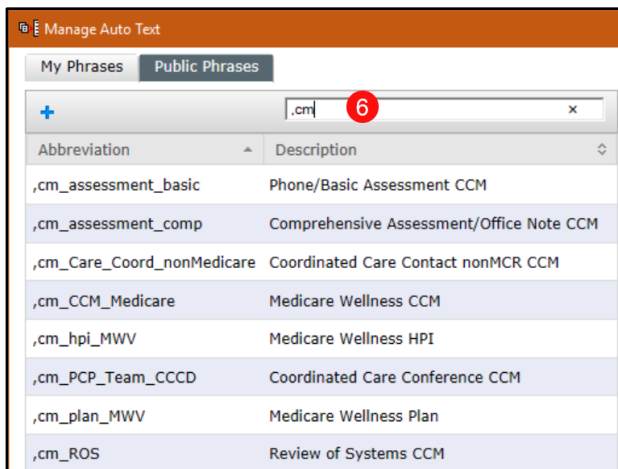 Manage Auto Text
My Phrases Public Phrases
+ ,cm 6 ×
Abbreviation Description
,cm_assessment_basic Phone/Basic Assessment CCM
,cm_assessment_comp Comprehensive Assessment/Office Note CCM
,cm_Care_Coord_nonMedicare Coordinated Care Contact nonMCR CCM
,cm_CCM_Medicare Medicare Wellness CCM
,cm_hpi_MWV Medicare Wellness HPI
,cm_PCP_Team_CCCD Coordinated Care Conference CCM
,cm_plan_MWV Medicare Wellness Plan
,cm_ROS Review of Systems CCM